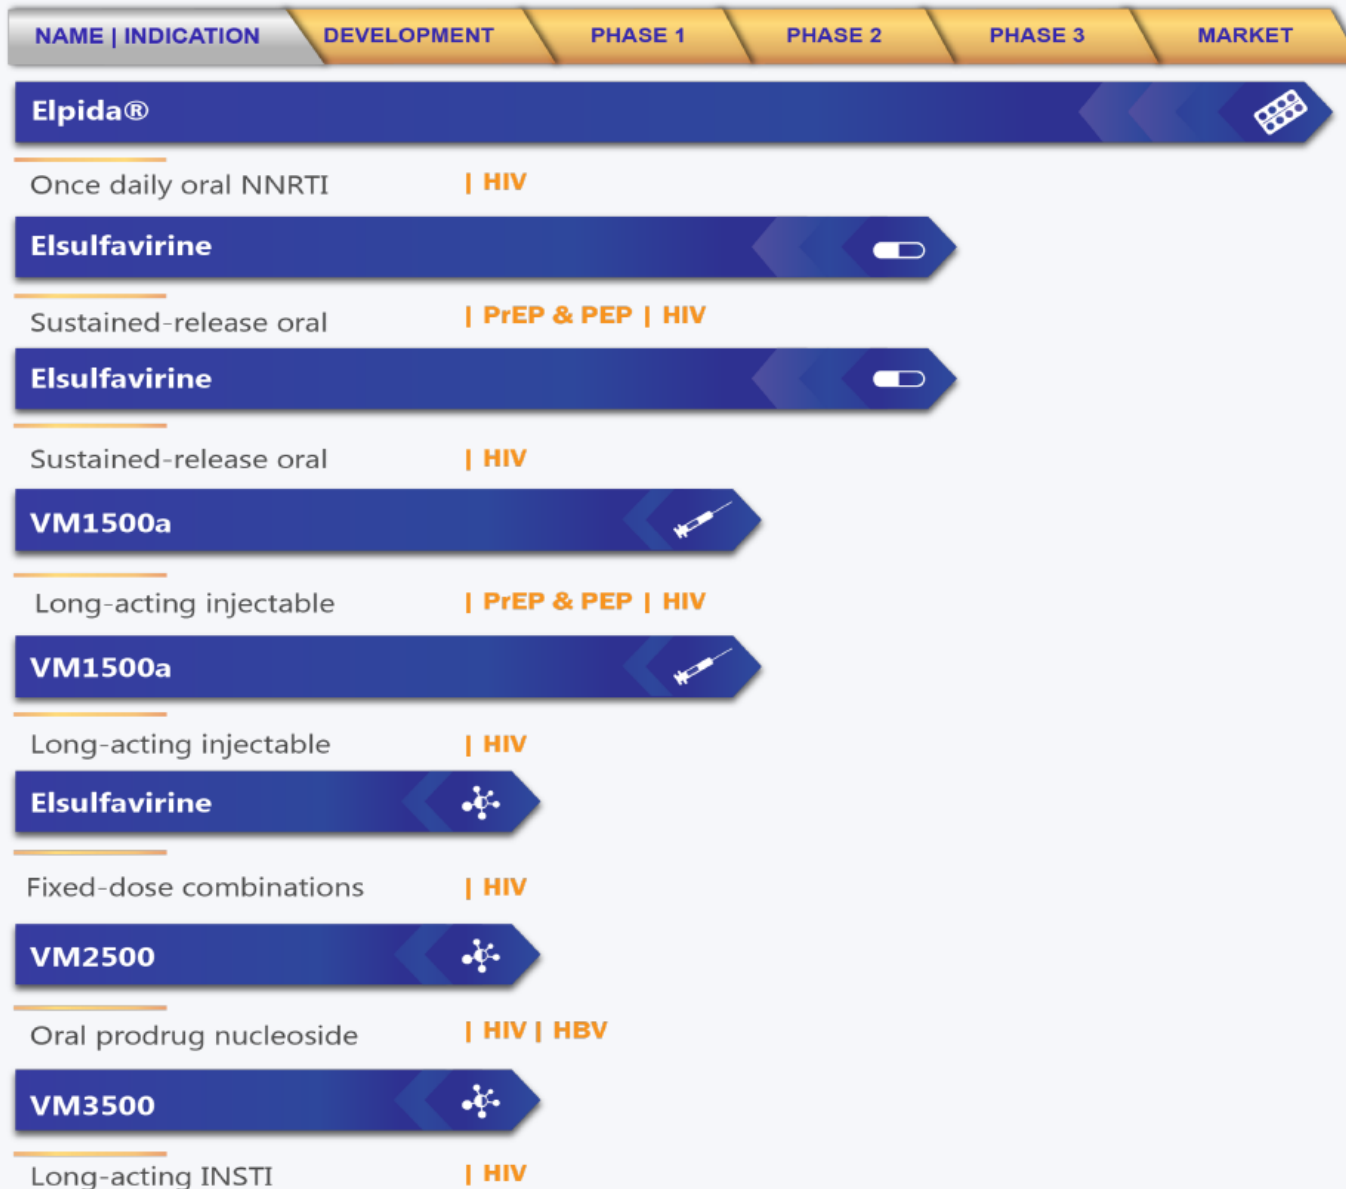 NAME | INDICATION DEVELOPMENT PHASE 1 PHASE 2 PHASE 3 MARKET
Elpida®
Once daily oral NNRTI | HIV
Elsulfavirine
Sustained-release oral | PrEP & PEP | HIV
Elsulfavirine
Sustained-release oral | HIV
VM1500a
Long-acting injectable | PrEP & PEP | HIV
VM1500a
Long-acting injectable | HIV
Elsulfavirine
Fixed-dose combinations | HIV
VM2500
Oral prodrug nucleoside | HIV | HBV
VM3500
Long-acting INSTI | HIV